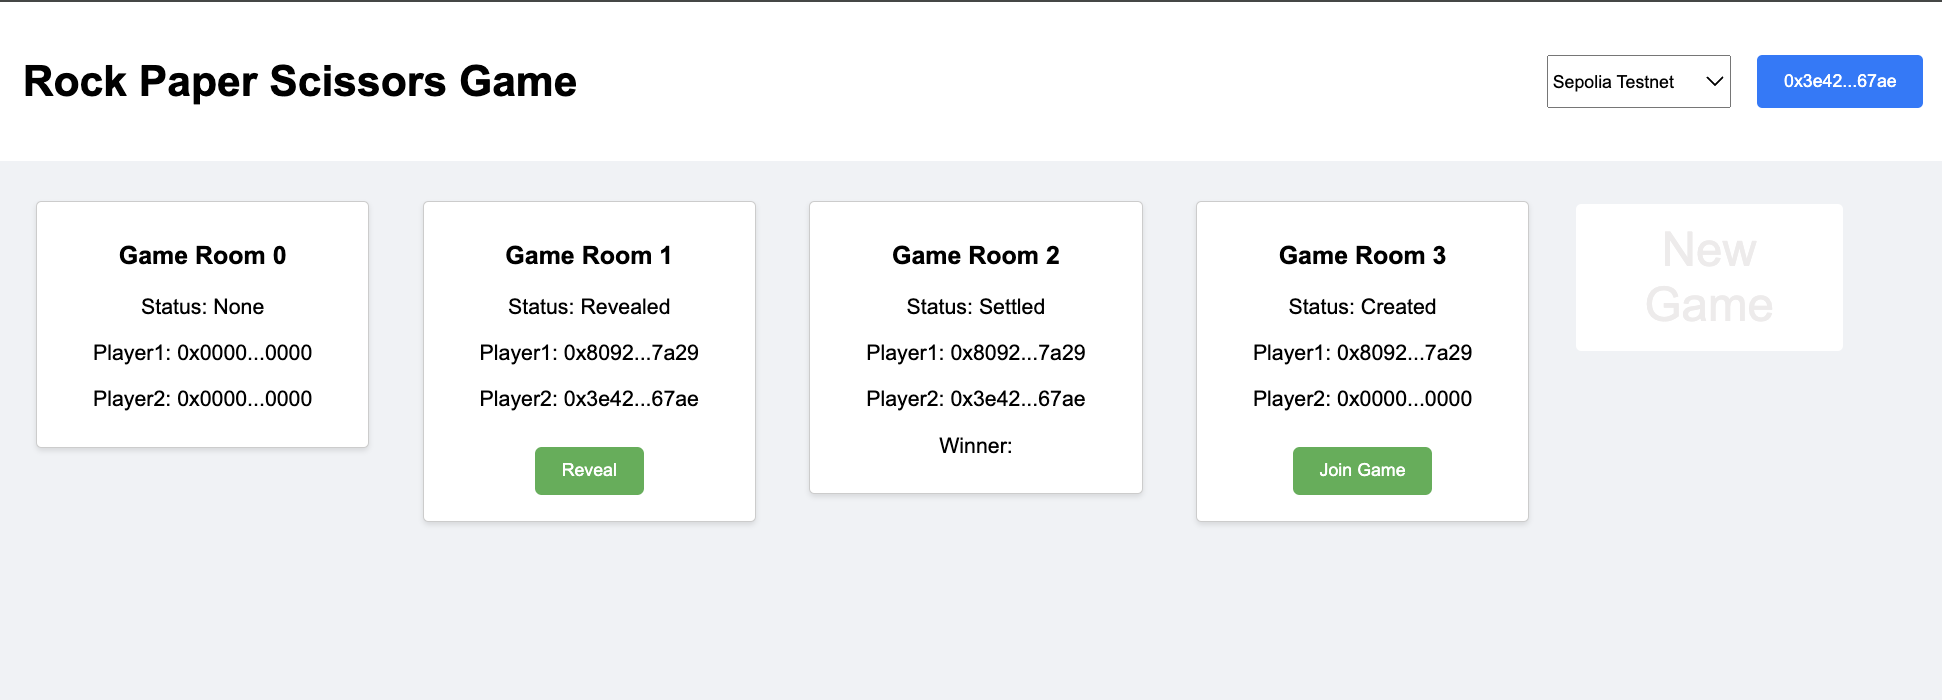 Rock Paper Scissors Game
Sepolia Testnet
0x3e42...67ae
Game Room 0
Status: None
Player1: 0x0000...0000
Player2: 0x0000...0000
Game Room 1
Status: Revealed
Player1: 0x8092...7a29
Player2: 0x3e42...67ae
Reveal
Game Room 2
Status: Settled
Player1: 0x8092...7a29
Player2: 0x3e42...67ae
Winner:
Game Room 3
Status: Created
Player1: 0x8092...7a29
Player2: 0x0000...0000
Join Game
New
Game